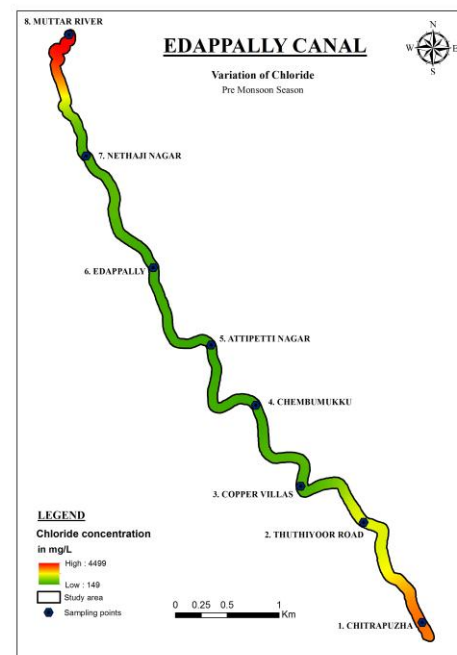 8. MUTTAR RIVER
EDAPPALLY CANAL
N
W E
S
Variation of Chloride
Pre Monsoon Season
7. NETHAJI NAGAR
6. EDAPPALLY
5. ATTIPETTI NAGAR
4. CHEMBUMUKKU
3. COPPER VILLAS
2. THUTHIYOOR ROAD
1. CHITRAPUZHA
LEGEND
Chloride concentration
in mg/L
High : 4499
Low : 149
Study area
Sampling points
0 0.25 0.5 1
Km